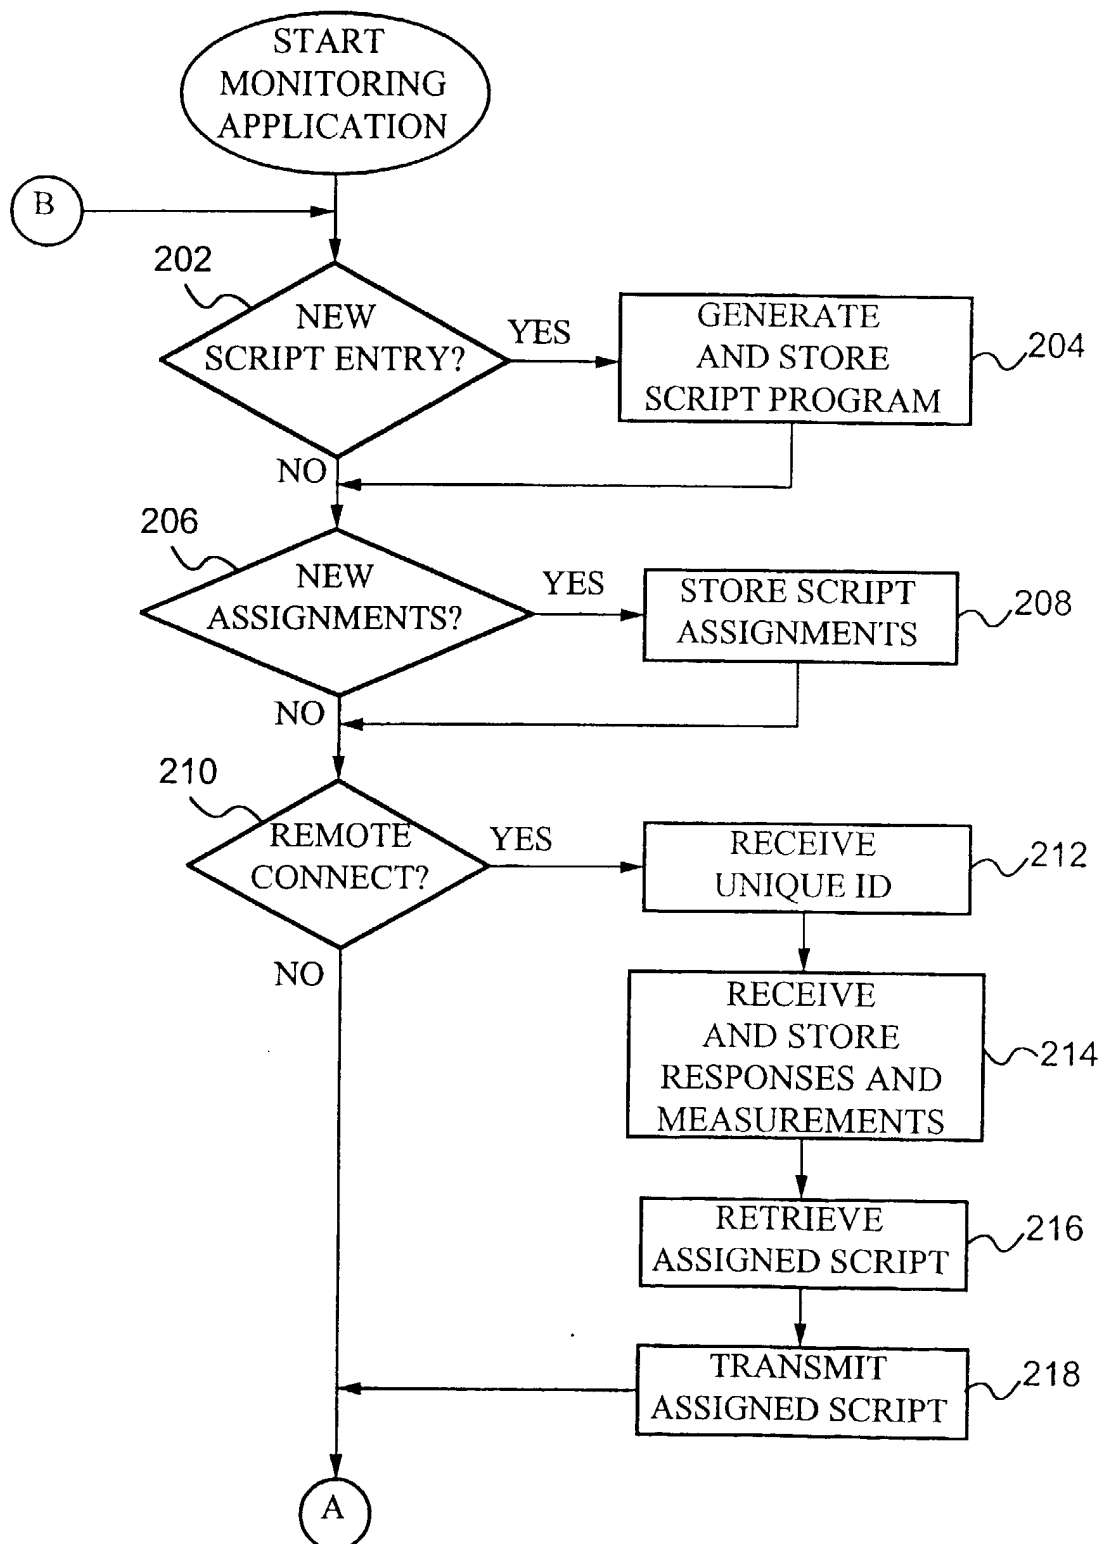 START
MONITORING
APPLICATION
B
202
NEW
SCRIPT ENTRY?
YES
GENERATE
AND STORE
SCRIPT PROGRAM
204
NO
206
NEW
ASSIGNMENTS?
YES
STORE SCRIPT
ASSIGNMENTS
208
NO
210
REMOTE
CONNECT?
YES
RECEIVE
UNIQUE ID
212
NO
RECEIVE
AND STORE
RESPONSES AND
MEASUREMENTS
214
RETRIEVE
ASSIGNED SCRIPT
216
TRANSMIT
ASSIGNED SCRIPT
218
A